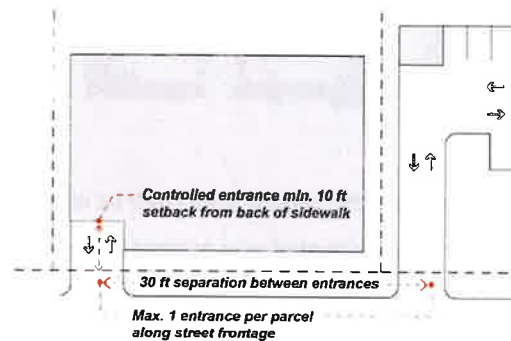 Controlled entrance min. 10 ft
setback from back of sidewalk
30 ft separation between entrances
Max. 1 entrance per parcel
along street frontage